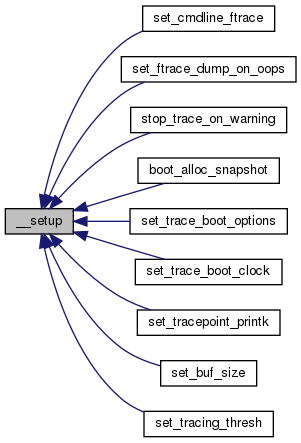 set_cmdline_ftrace
set_ftrace_dump_on_oops
stop_trace_on_warning
boot_alloc_snapshot
__setup
set_trace_boot_options
set_trace_boot_clock
set_tracepoint_printk
set_buf_size
set_tracing_thresh